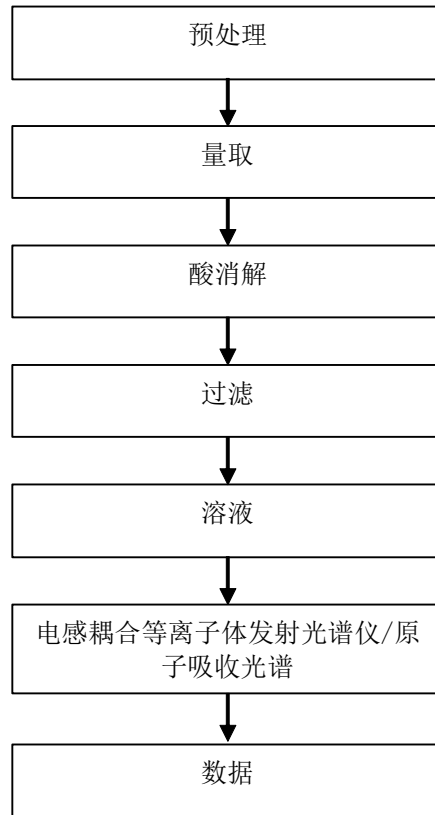 预处理
量取
酸消解
过滤
溶液
电感耦合等离子体发射光谱仪/原
子吸收光谱
数据